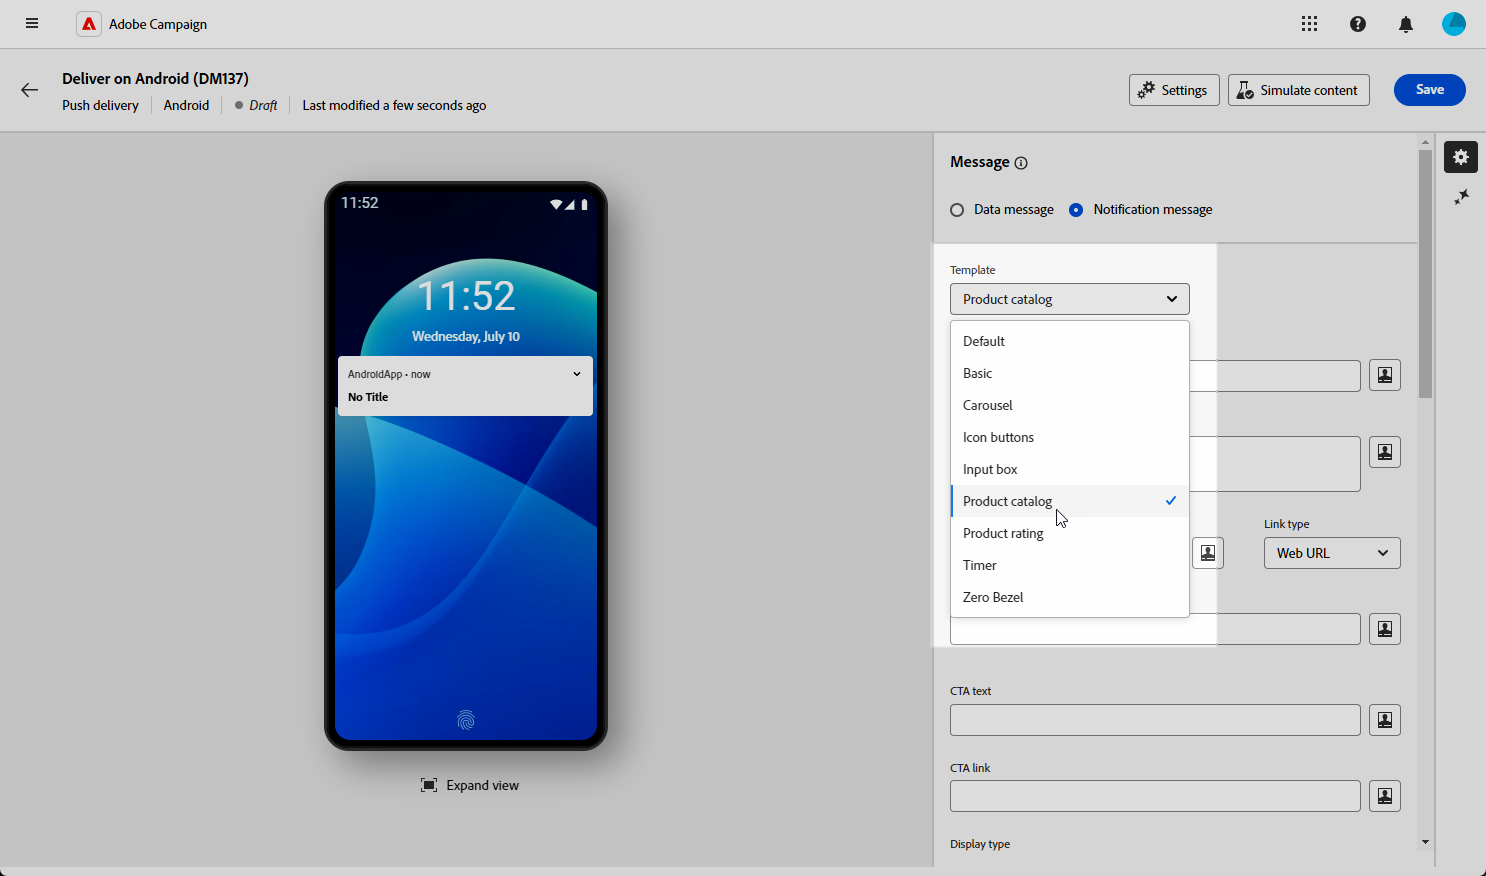 Adobe Campaign
Deliver on Android (DM137)
Push delivery
Android
Draft
Last modified a few seconds ago
Settings
Simulate content
Save
11:52
11:52
Wednesday, July 10
AndroidApp • now
No Title
Expand view
Message
Data message
Notification message
Template
Product catalog
Default
Basic
Carousel
Icon buttons
Input box
Product catalog
Product rating
Timer
Zero Bezel
Link type
Web URL
CTA text
CTA link
Display type